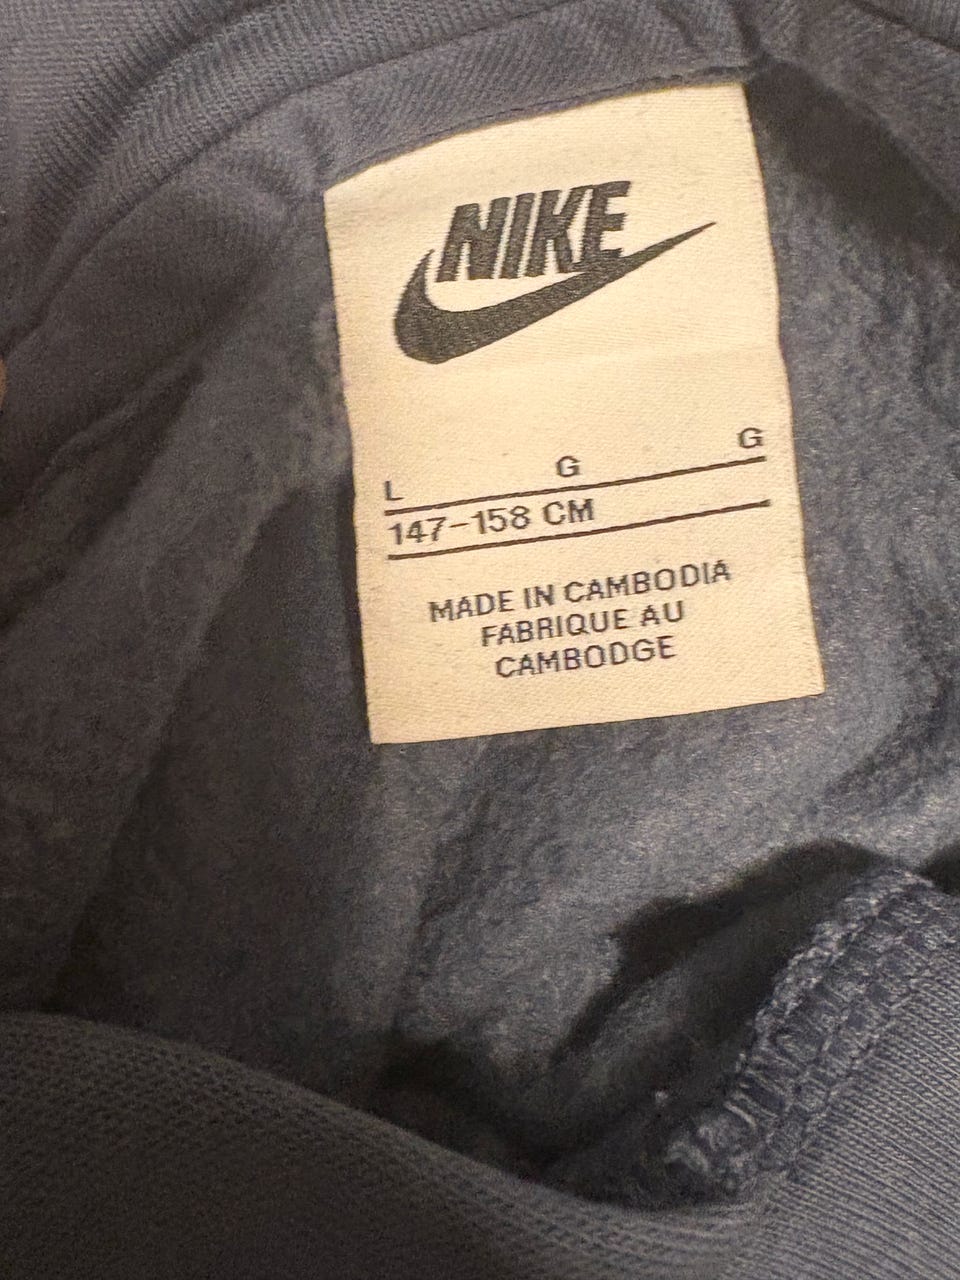 NIKE
L G G
147-158 CM
MADE IN CAMBODIA
FABRIQUE AU
CAMBODGE